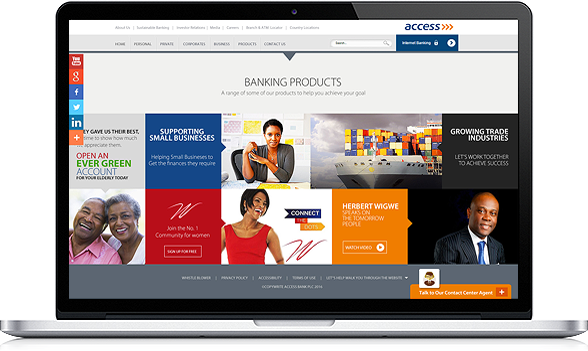 About Us | Sustainable Banking | Investor Relations | Media | Careers | Branch & ATM Locator | Country Locations
access>>>
HOME PERSONAL PRIVATE CORPORATES BUSINESS PRODUCTS CONTACT US
Search...
Internet Banking
You
Tube
BANKING PRODUCTS
A range of some of our products to help you achieve your goal
EY GAVE US THEIR BEST,
time to show how much
appreciate them.
OPEN AN
EVER GREEN
ACCOUNT
FOR YOUR ELDERLY TODAY
SUPPORTING
SMALL BUSINESSES
Helping Small Busineses to
Get the finances they require
GROWING TRADE
INDUSTRIES
LET'S WORK TOGETHER
TO ACHIEVE SUCCESS
W
Join the No. 1
Community for women
SIGN UP FOR FREE
CONNECT
THE
DOTS
W
HERBERT WIGWE
SPEAKS ON
THE TOMORROW
PEOPLE
WATCH VIDEO
WHISTLE BLOWER | PRIVACY POLICY | ACCESSIBILITY | TERMS OF USE | LET'S HELP WALK YOU THROUGH THE WEBSITE
©COPYWRITE ACCESS BANK PLC 2014
Talk to Our Contact Center Agent